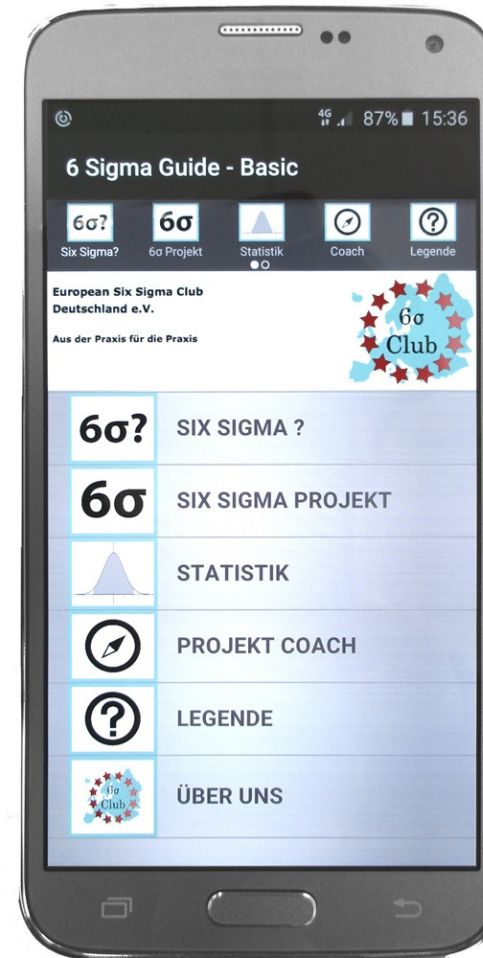 4G 87% 15:36
6 Sigma Guide - Basic
6σ? 6σ
Six Sigma? 6σ Projekt Statistik Coach Legende
European Six Sigma Club
Deutschland e.V.
Aus der Praxis für die Praxis
6σ
Club
6σ? SIX SIGMA ?
6σ SIX SIGMA PROJEKT
STATISTIK
PROJEKT COACH
? LEGENDE
6σ
Club
ÜBER UNS